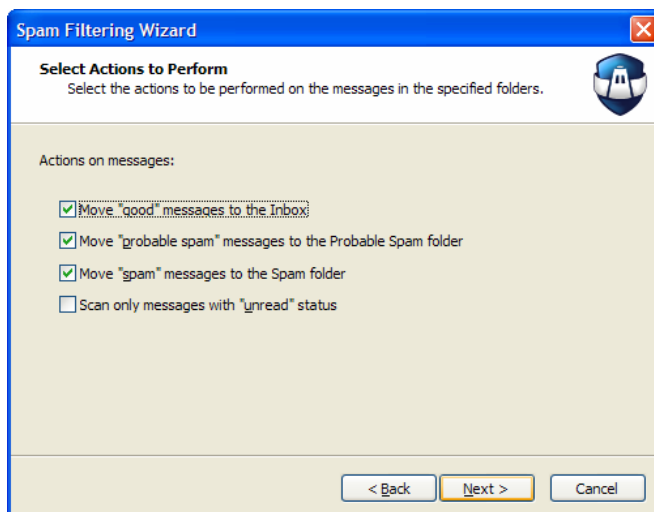 Spam Filtering Wizard
Select Actions to Perform
Select the actions to be performed on the messages in the specified folders.
Actions on messages:
Move "good" messages to the Inbox
Move "probable spam" messages to the Probable Spam folder
Move "spam" messages to the Spam folder
Scan only messages with "unread" status
< Back
Next >
Cancel